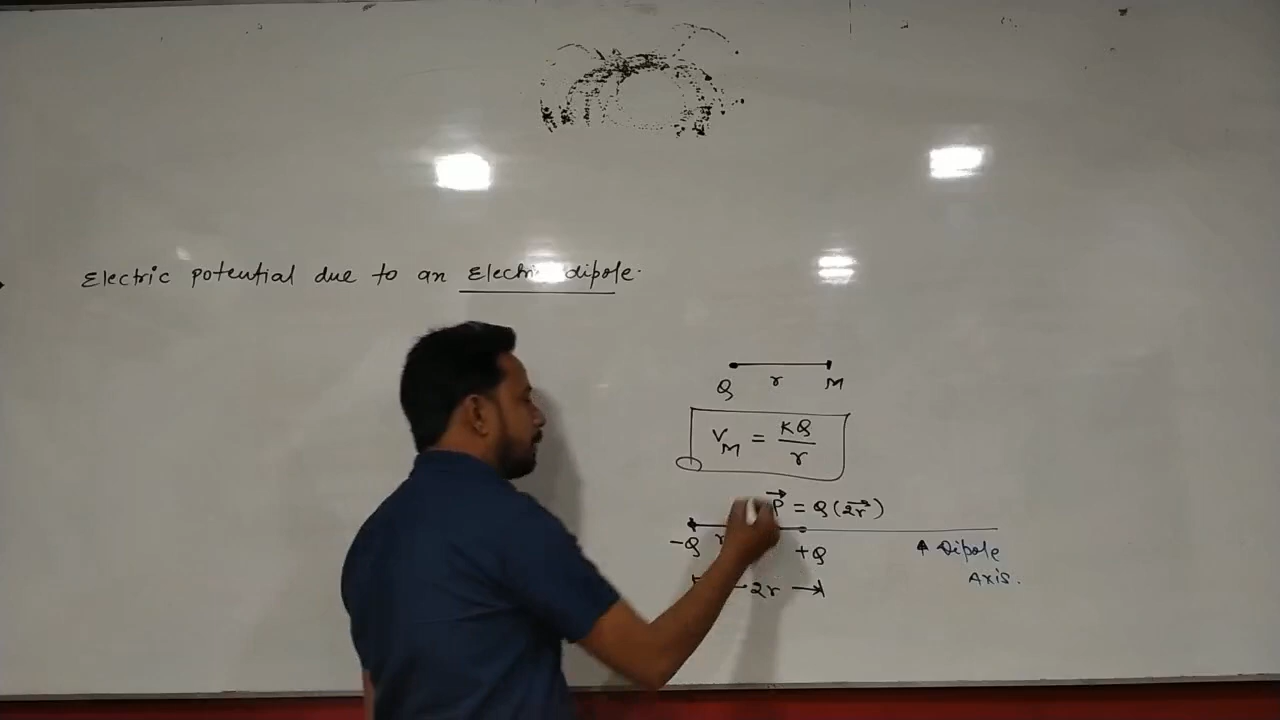 Electric potential due to an Electric dipole.
Q r M
V_M = KQ / r
P⃗ = Q(2r⃗)
-Q r +Q
Dipole
Axis.
2r